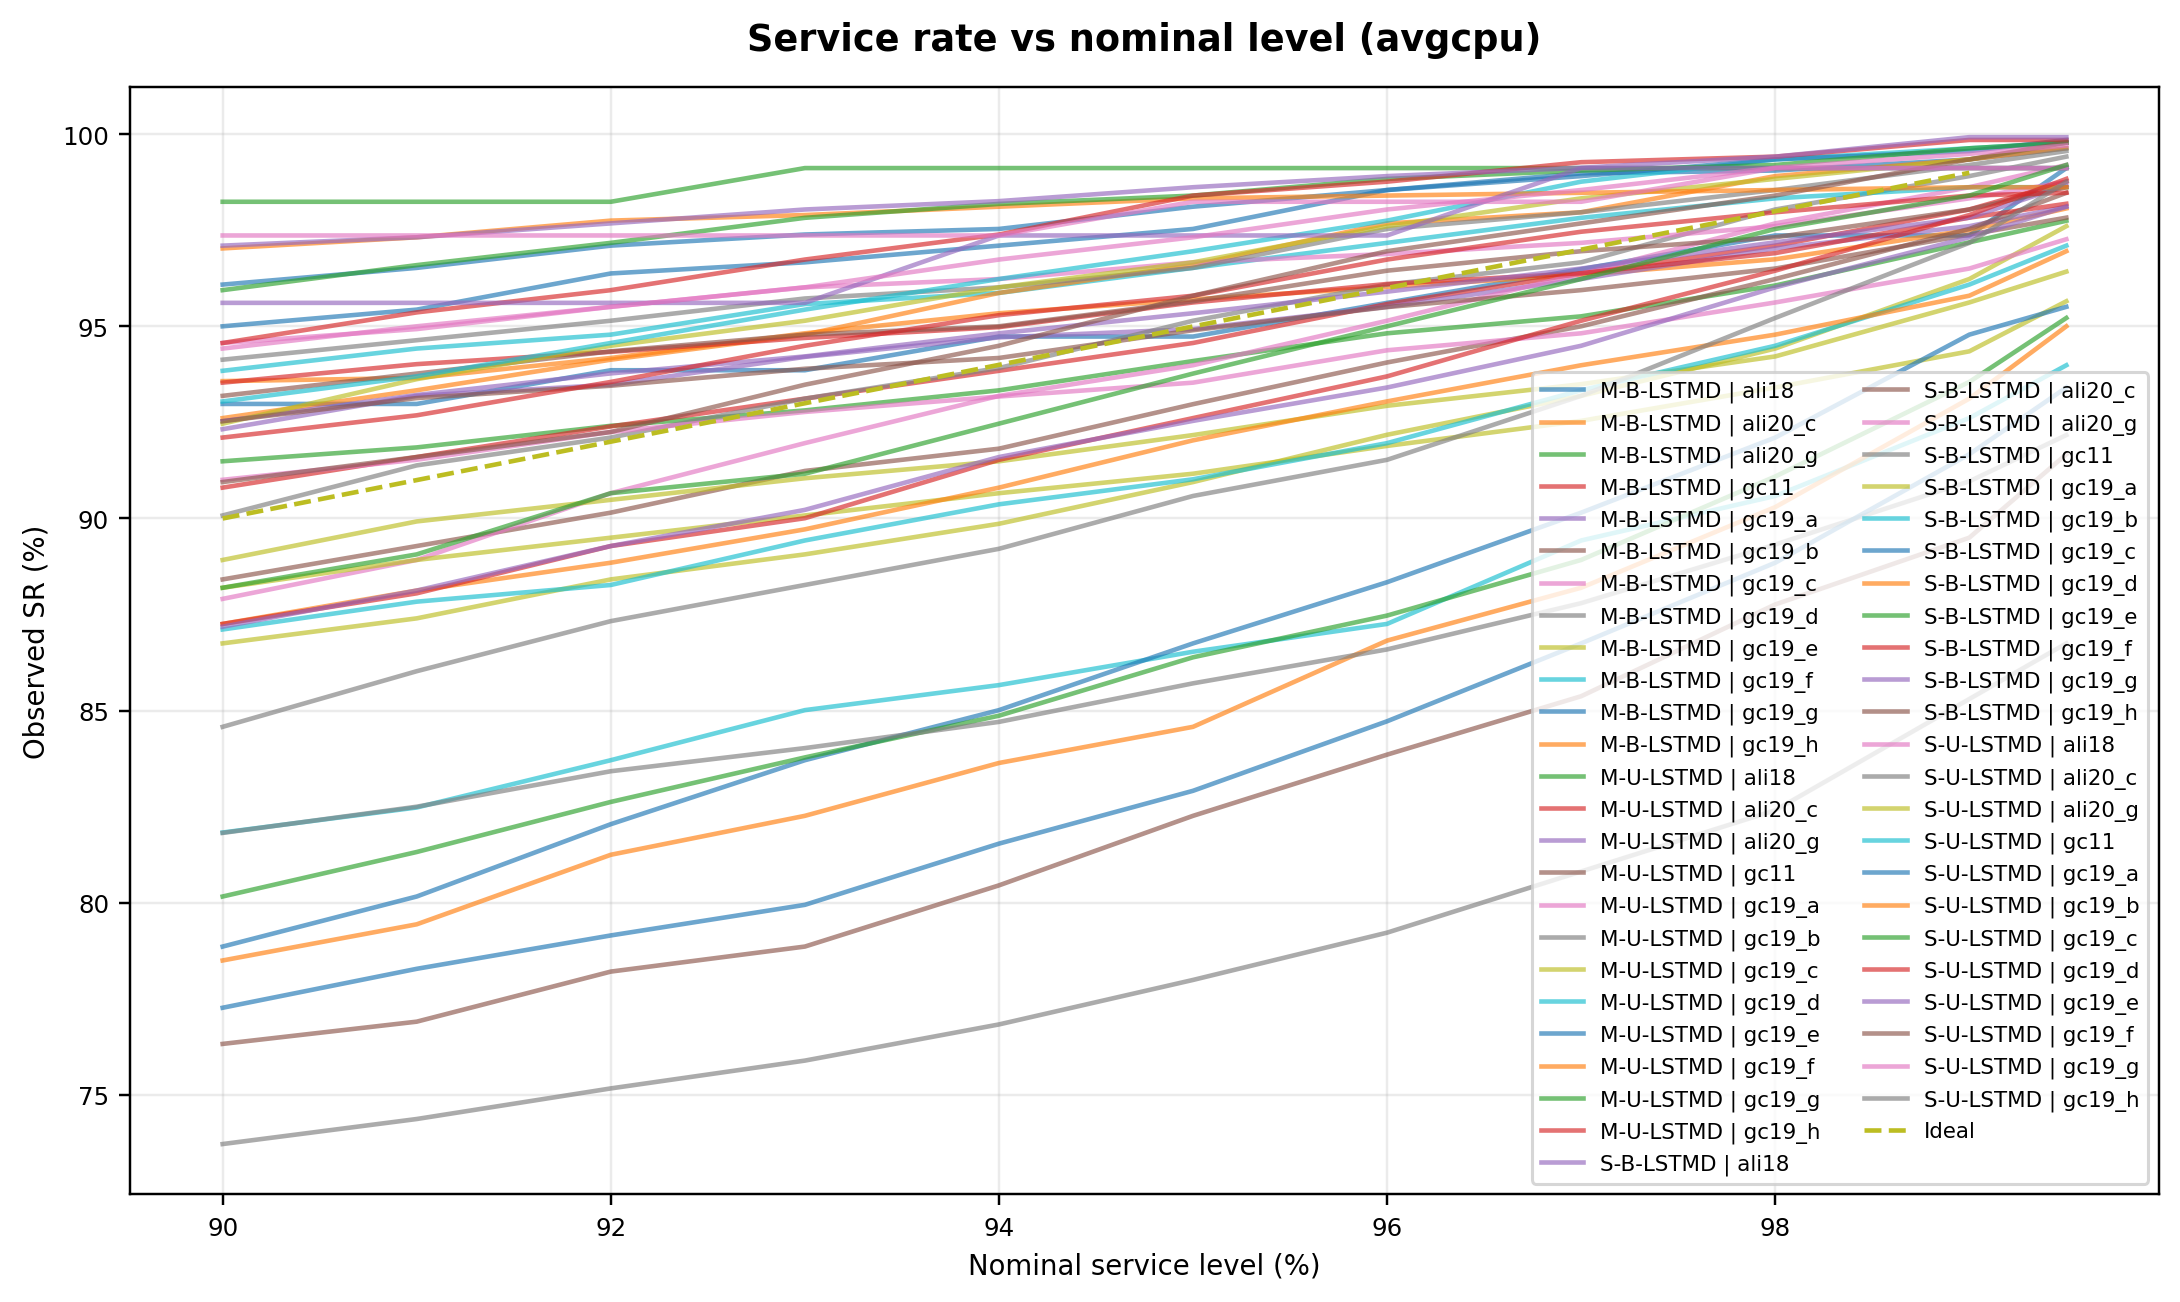 Service rate vs nominal level (avgcpu)
100
95
90
85
80
75
Observed SR (%)
90
92
94
96
98
Nominal service level (%)
M-B-LSTMD | ali18
M-B-LSTMD | ali20_c
M-B-LSTMD | ali20_g
M-B-LSTMD | gc11
M-B-LSTMD | gc19_a
M-B-LSTMD | gc19_b
M-B-LSTMD | gc19_c
M-B-LSTMD | gc19_d
M-B-LSTMD | gc19_e
M-B-LSTMD | gc19_f
M-B-LSTMD | gc19_g
M-B-LSTMD | gc19_h
M-U-LSTMD | ali18
M-U-LSTMD | ali20_c
M-U-LSTMD | ali20_g
M-U-LSTMD | gc11
M-U-LSTMD | gc19_a
M-U-LSTMD | gc19_b
M-U-LSTMD | gc19_c
M-U-LSTMD | gc19_d
M-U-LSTMD | gc19_e
M-U-LSTMD | gc19_f
M-U-LSTMD | gc19_g
M-U-LSTMD | gc19_h
S-B-LSTMD | ali18
S-B-LSTMD | ali20_c
S-B-LSTMD | ali20_g
S-B-LSTMD | gc11
S-B-LSTMD | gc19_a
S-B-LSTMD | gc19_b
S-B-LSTMD | gc19_c
S-B-LSTMD | gc19_d
S-B-LSTMD | gc19_e
S-B-LSTMD | gc19_f
S-B-LSTMD | gc19_g
S-B-LSTMD | gc19_h
S-U-LSTMD | ali18
S-U-LSTMD | ali20_c
S-U-LSTMD | ali20_g
S-U-LSTMD | gc11
S-U-LSTMD | gc19_a
S-U-LSTMD | gc19_b
S-U-LSTMD | gc19_c
S-U-LSTMD | gc19_d
S-U-LSTMD | gc19_e
S-U-LSTMD | gc19_f
S-U-LSTMD | gc19_g
S-U-LSTMD | gc19_h
Ideal